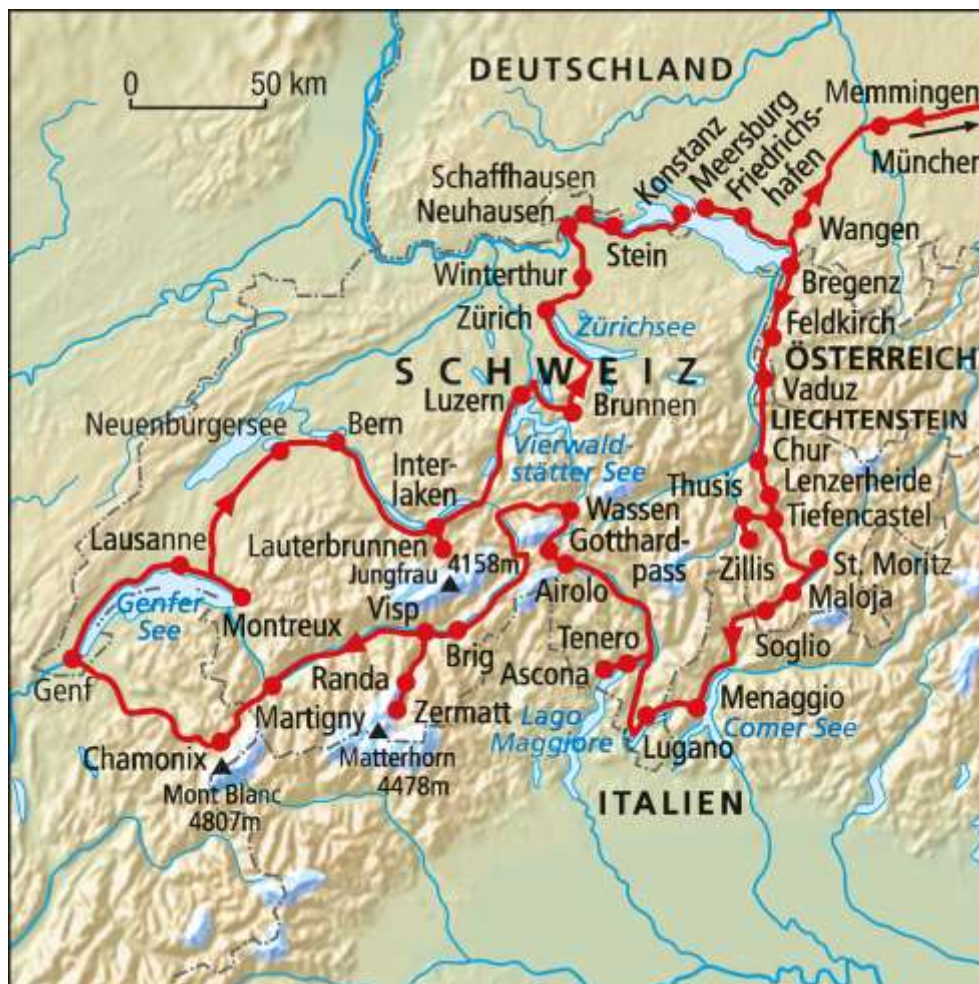 DEUTSCHLAND
0 50 km
Memmingen
München
Konstanz
Meersburg
Friedrichs-
hafen
Schaffhausen
Neuhausen
Stein
Wangen
Winterthur
Bregenz
Zürich
Zürichsee
Feldkirch
SCHWEIZ
ÖSTERREICH
Luzern
Brunnen
Vaduz
LIECHTENSTEIN
Neuenburgersee
Bern
Vierwald-
stätter See
Chur
Inter-
laken
Thusis
Lenzerheide
Wassen
Tiefencastel
Lausanne
Lauterbrunnen
Gotthard-
pass
4158m
Jungfrau
Zillis
St. Moritz
Airolo
Maloja
Genfer
See
Montreux
Visp
Brig
Tenero
Soglio
Ascona
Genf
Randa
Martigny
Zermatt
Lago
Maggiore
Menaggio
Comer See
Lugano
Chamonix
Matterhorn
4478m
Mont Blanc
4807m
ITALIEN